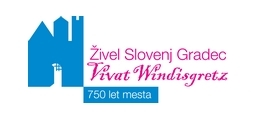 Živel Slovenj Gradec
Vivat Windisgretz
750 let mesta